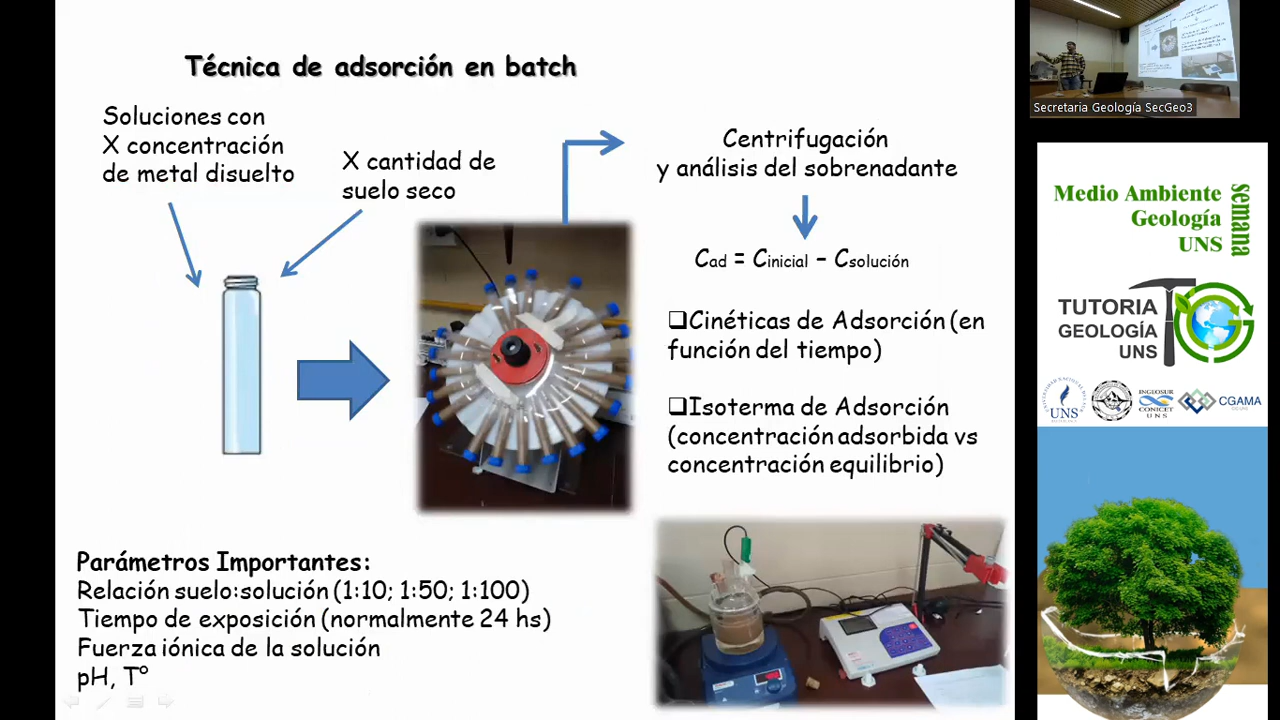 Técnica de adsorción en batch
Soluciones con
X concentración
de metal disuelto
X cantidad de
suelo seco
Centrifugación
y análisis del sobrenadante
Cad = Cinicial – Csolución
❑Cinéticas de Adsorción (en
función del tiempo)
❑Isoterma de Adsorción
(concentración adsorbida vs
concentración equilibrio)
Parámetros Importantes:
Relación suelo:solución (1:10; 1:50; 1:100)
Tiempo de exposición (normalmente 24 hs)
Fuerza iónica de la solución
pH, T°
Secretaria Geología SecGeo3
Medio Ambiente
Geología
UNS
semana
TUTORIA
GEOLOGÍA
UNS
UNS
INGEOSUR
CONICET
UNS
CGAMA